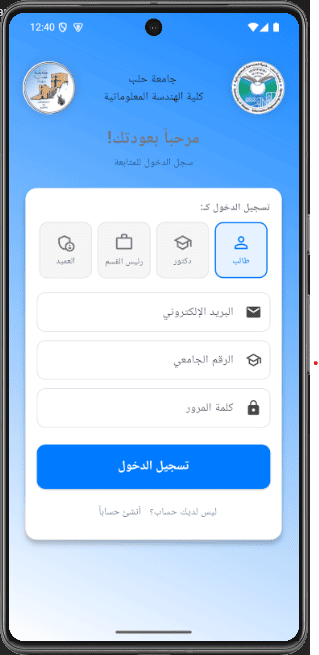 12:40
جامعة حلب
كلية الهندسة المعلوماتية
مرحباً بعودتك!
سجل الدخول للمتابعة
تسجيل الدخول كـ:
طالب
دكتور
رئيس القسم
العميد
البريد الإلكتروني
الرقم الجامعي
كلمة المرور
تسجيل الدخول
ليس لديك حساب؟ أنشئ حساباً